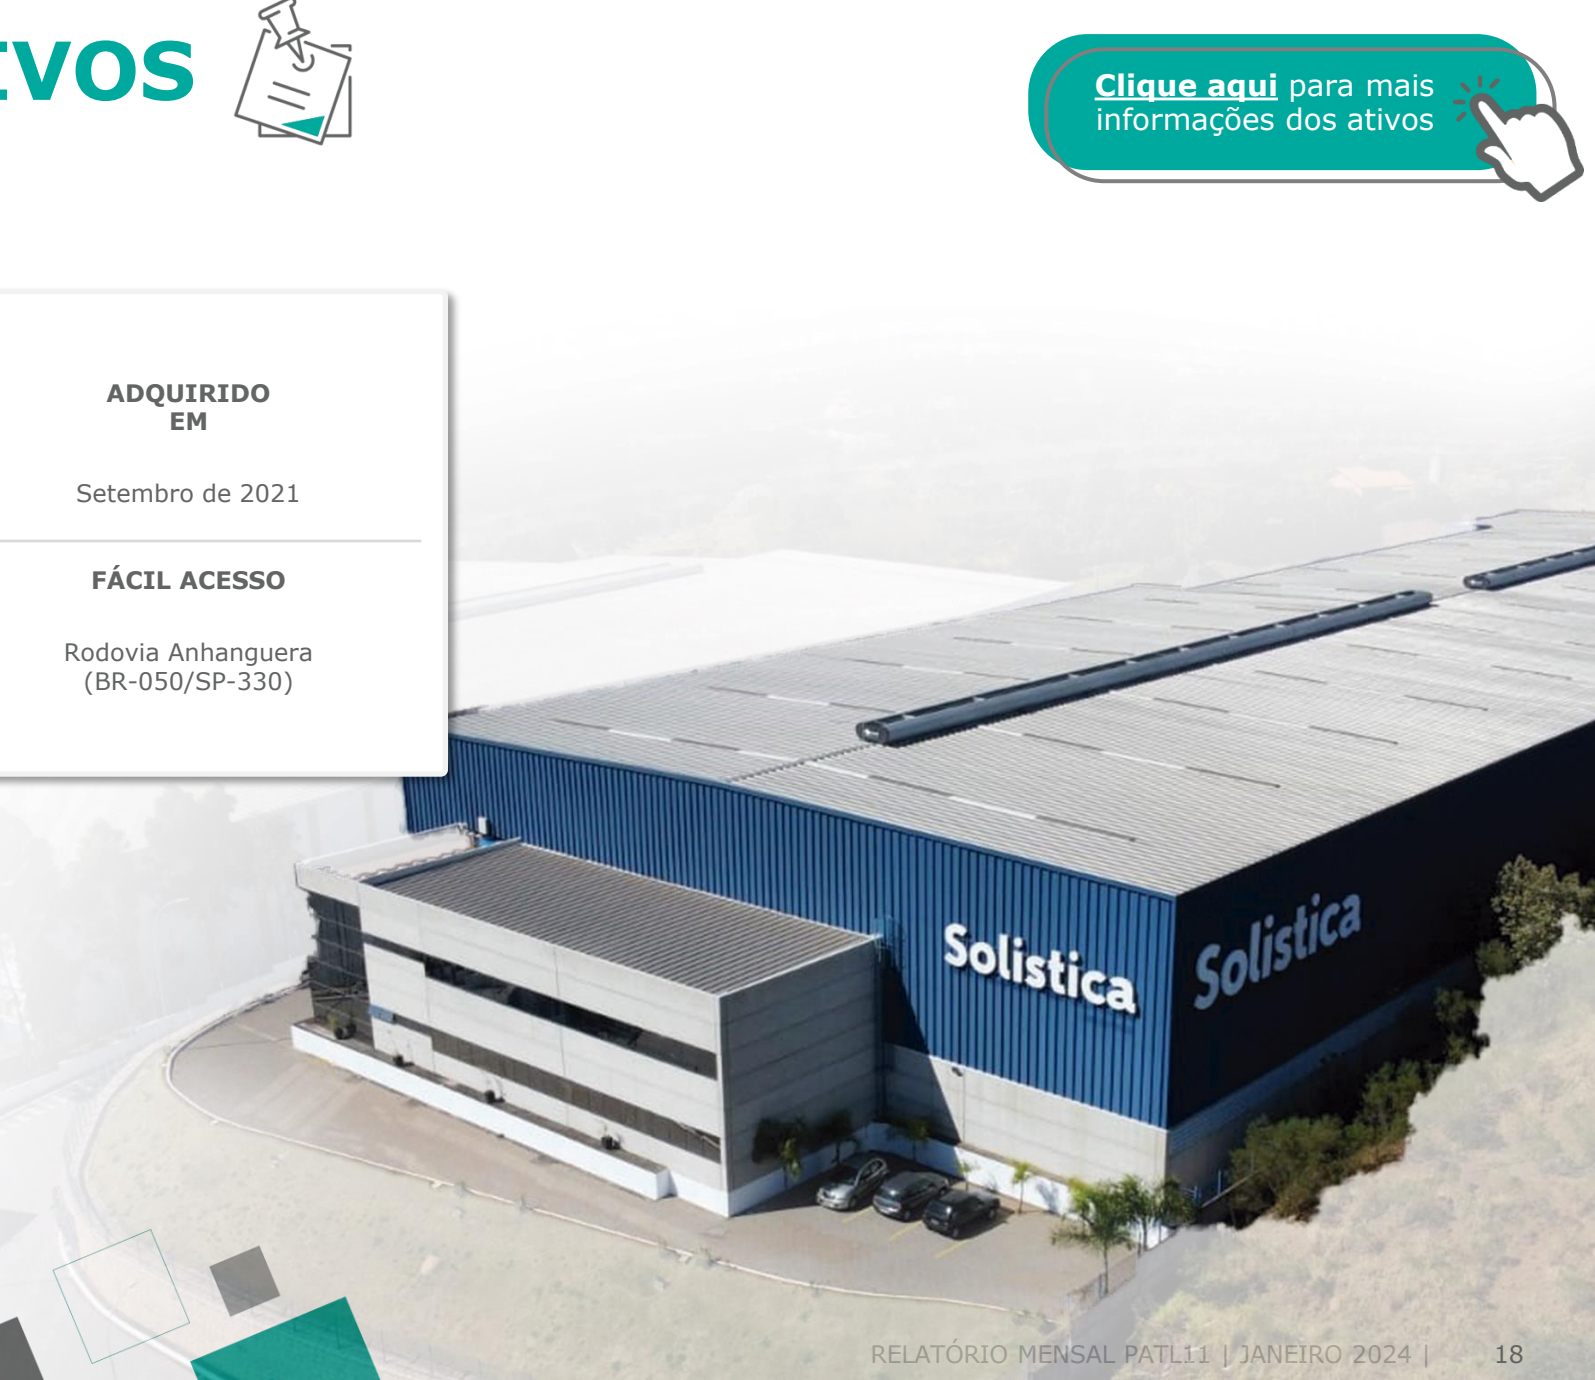 IVOS
Clique aqui para mais
informações dos ativos
ADQUIRIDO
EM
Setembro de 2021
FÁCIL ACESSO
Rodovia Anhanguera
(BR-050/SP-330)
Solistica
Solistica
RELATÓRIO MENSAL PATL11 | JANEIRO 2024 |
18